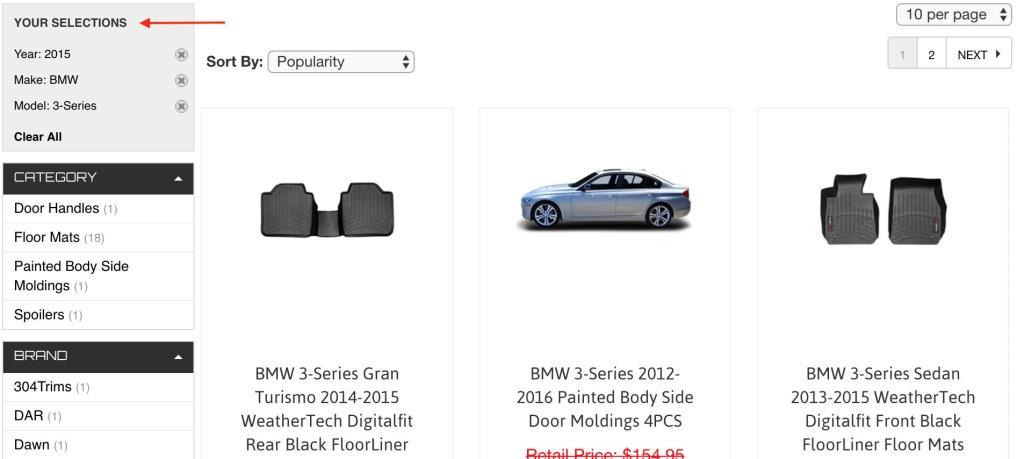 YOUR SELECTIONS
Year: 2015
Make: BMW
Model: 3-Series
Clear All
CATEGORY
Door Handles (1)
Floor Mats (18)
Painted Body Side
Moldings (1)
Spoilers (1)
BRAND
304Trims (1)
DAR (1)
Dawn (1)
10 per page
Sort By: Popularity
1 2 NEXT
BMW 3-Series Gran
Turismo 2014-2015
WeatherTech Digitalfit
Rear Black FloorLiner
BMW 3-Series 2012-
2016 Painted Body Side
Door Moldings 4PCS
Retail Price: $154.95
BMW 3-Series Sedan
2013-2015 WeatherTech
Digitalfit Front Black
FloorLiner Floor Mats